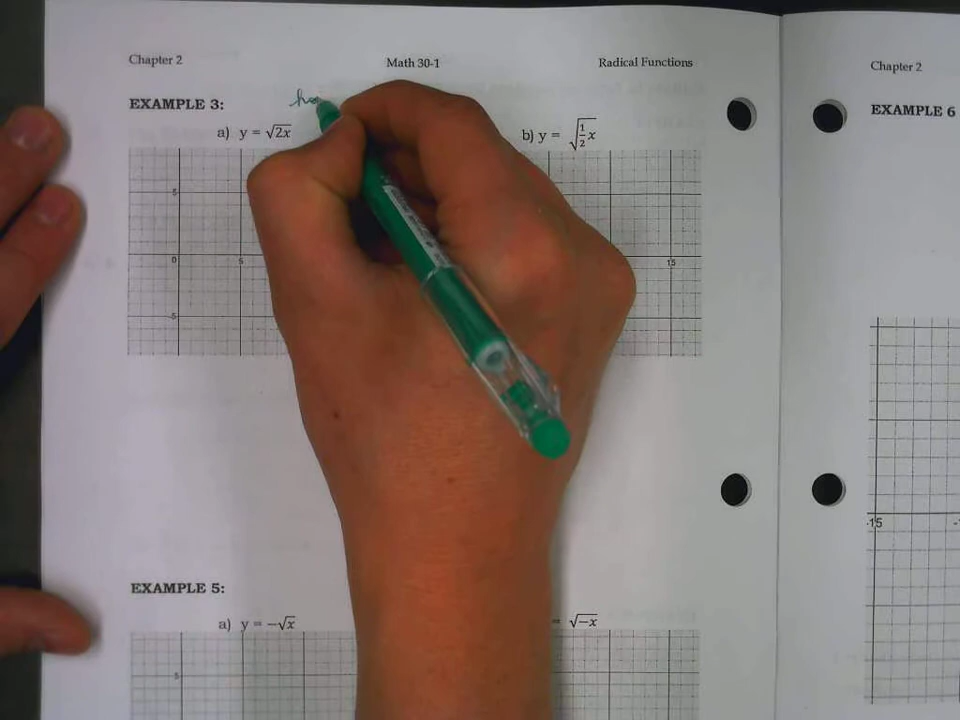 Chapter 2 Math 30-1 Radical Functions
EXAMPLE 3:
a) y = √2x b) y = √1/2x
5
0 5 15
-5
EXAMPLE 5:
a) y = -√x = √-x
5
Chapter 2
EXAMPLE 6
-15